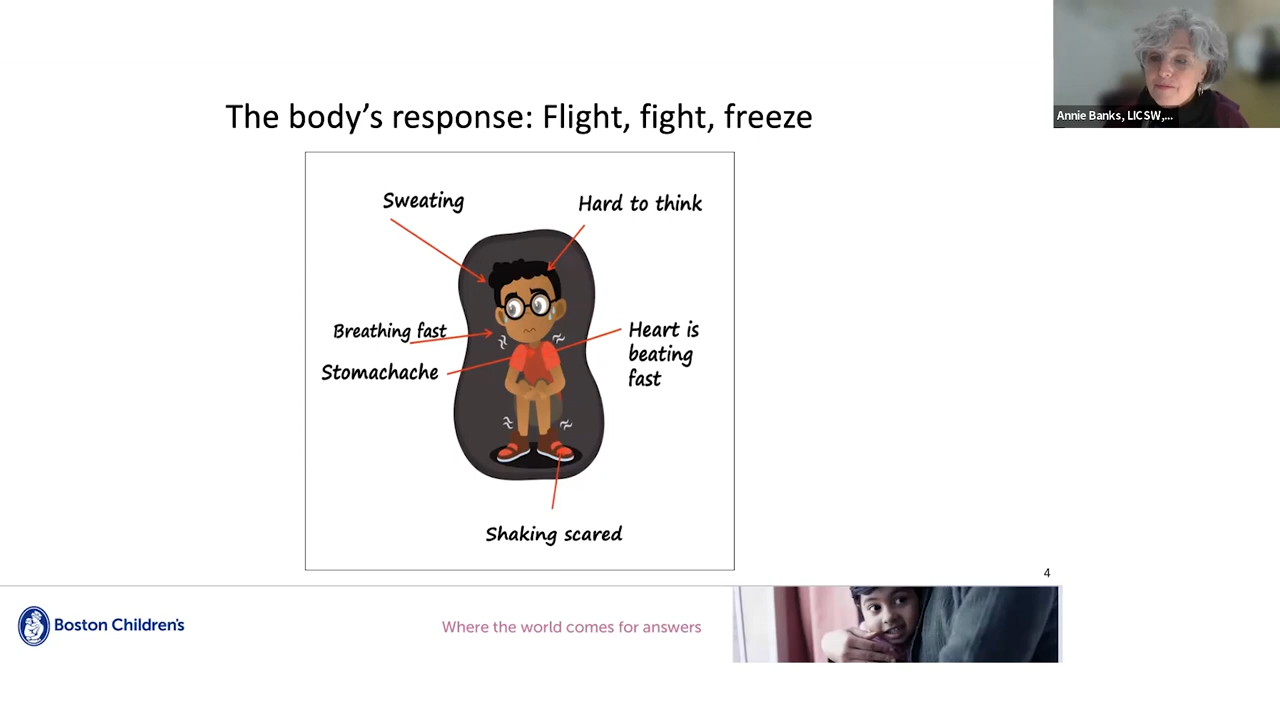 Annie Banks, LICSW,...
The body's response: Flight, fight, freeze
Sweating
Hard to think
Breathing fast
Stomachache
Heart is
beating
fast
Shaking scared
4
Boston Children's
Where the world comes for answers